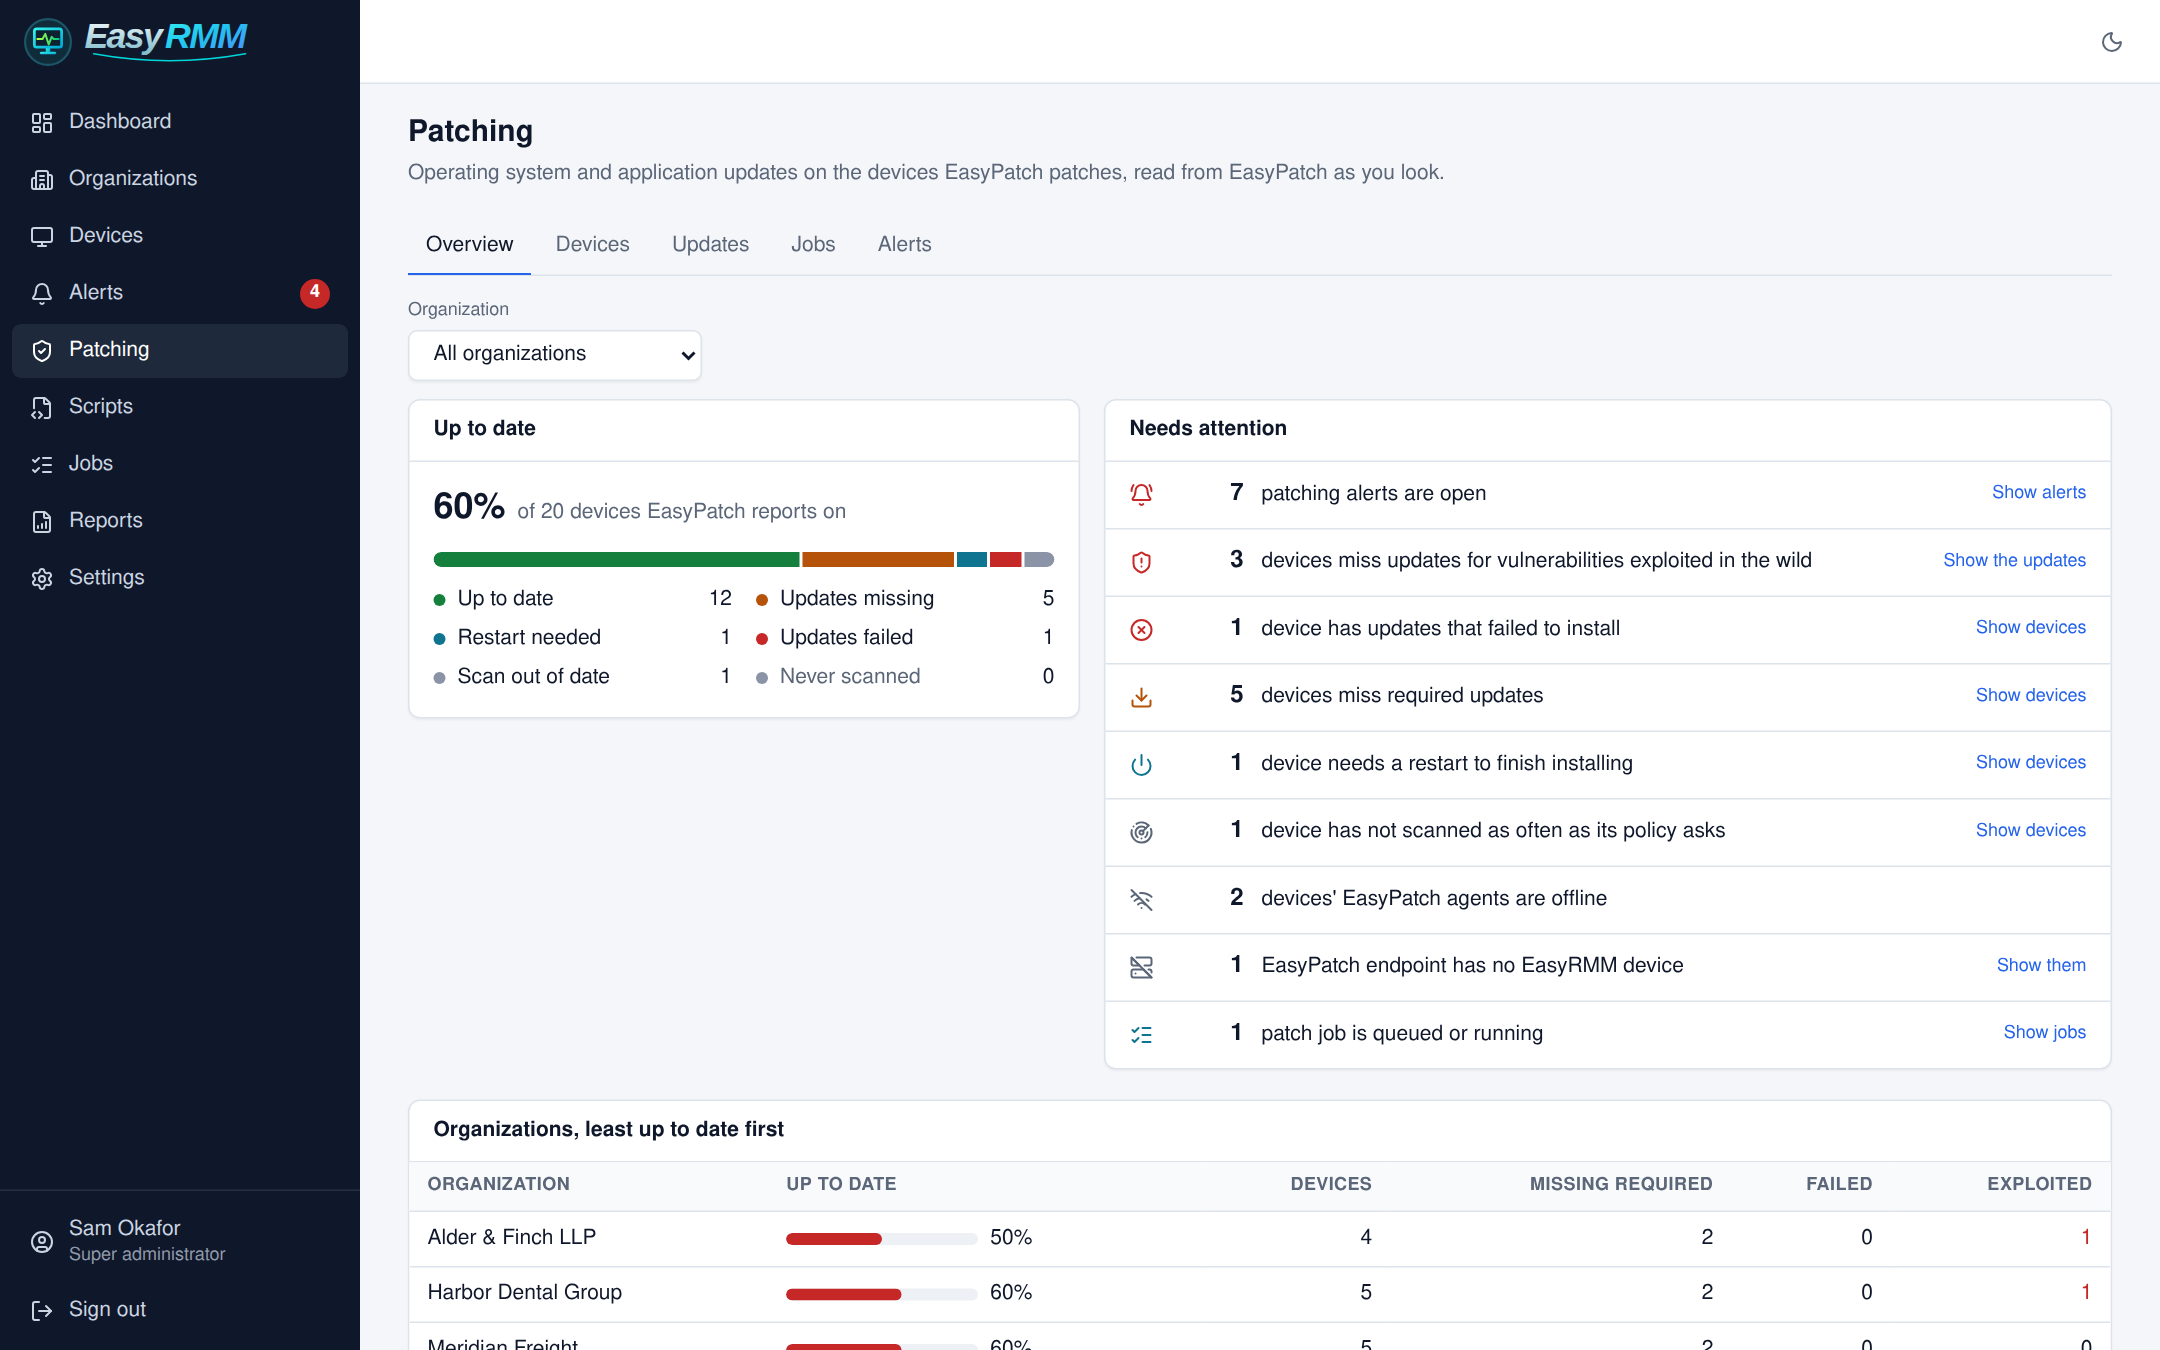 EasyRMM
Dashboard
Organizations
Devices
Alerts 4
Patching
Scripts
Jobs
Reports
Settings
Sam Okafor
Super administrator
Sign out
Patching
Operating system and application updates on the devices EasyPatch patches, read from EasyPatch as you look.
Overview Devices Updates Jobs Alerts
Organization
All organizations
Up to date
60% of 20 devices EasyPatch reports on
Up to date 12 Updates missing 5
Restart needed 1 Updates failed 1
Scan out of date 1 Never scanned 0
Needs attention
7 patching alerts are open Show alerts
3 devices miss updates for vulnerabilities exploited in the wild Show the updates
1 device has updates that failed to install Show devices
5 devices miss required updates Show devices
1 device needs a restart to finish installing Show devices
1 device has not scanned as often as its policy asks Show devices
2 devices' EasyPatch agents are offline
1 EasyPatch endpoint has no EasyRMM device Show them
1 patch job is queued or running Show jobs
Organizations, least up to date first
ORGANIZATION UP TO DATE DEVICES MISSING REQUIRED FAILED EXPLOITED
Alder & Finch LLP 50% 4 2 0 1
Harbor Dental Group 60% 5 2 0 1
Meridian Freight 60% 5 2 0 0